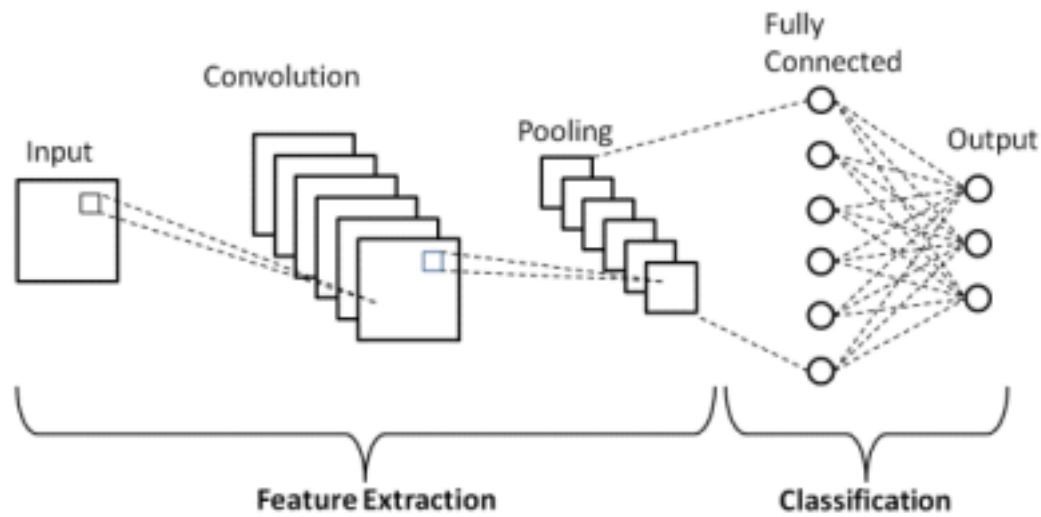 Input
Convolution
Pooling
Fully
Connected
Output
Feature Extraction
Classification